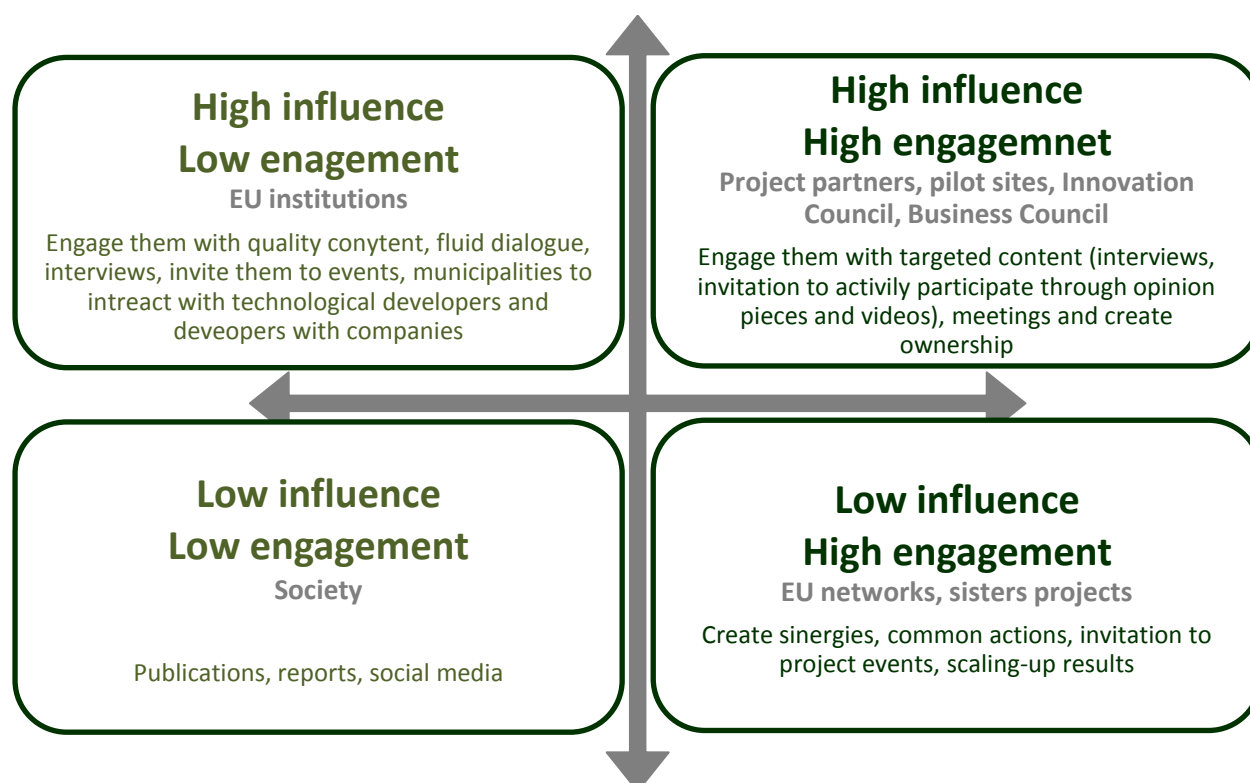 High influence
Low enagement
EU institutions
Engage them with quality conytent, fluid dialogue,
interviews, invite them to events, municipalities to
intreact with technological developers and
deveopers with companies
High influence
High engagemnet
Project partners, pilot sites, Innovation
Council, Business Council
Engage them with targeted content (interviews,
invitation to activily participate through opinion
pieces and videos), meetings and create
ownership
Low influence
Low engagement
Society
Publications, reports, social media
Low influence
High engagement
EU networks, sisters projects
Create sinergies, common actions, invitation to
project events, scaling-up results